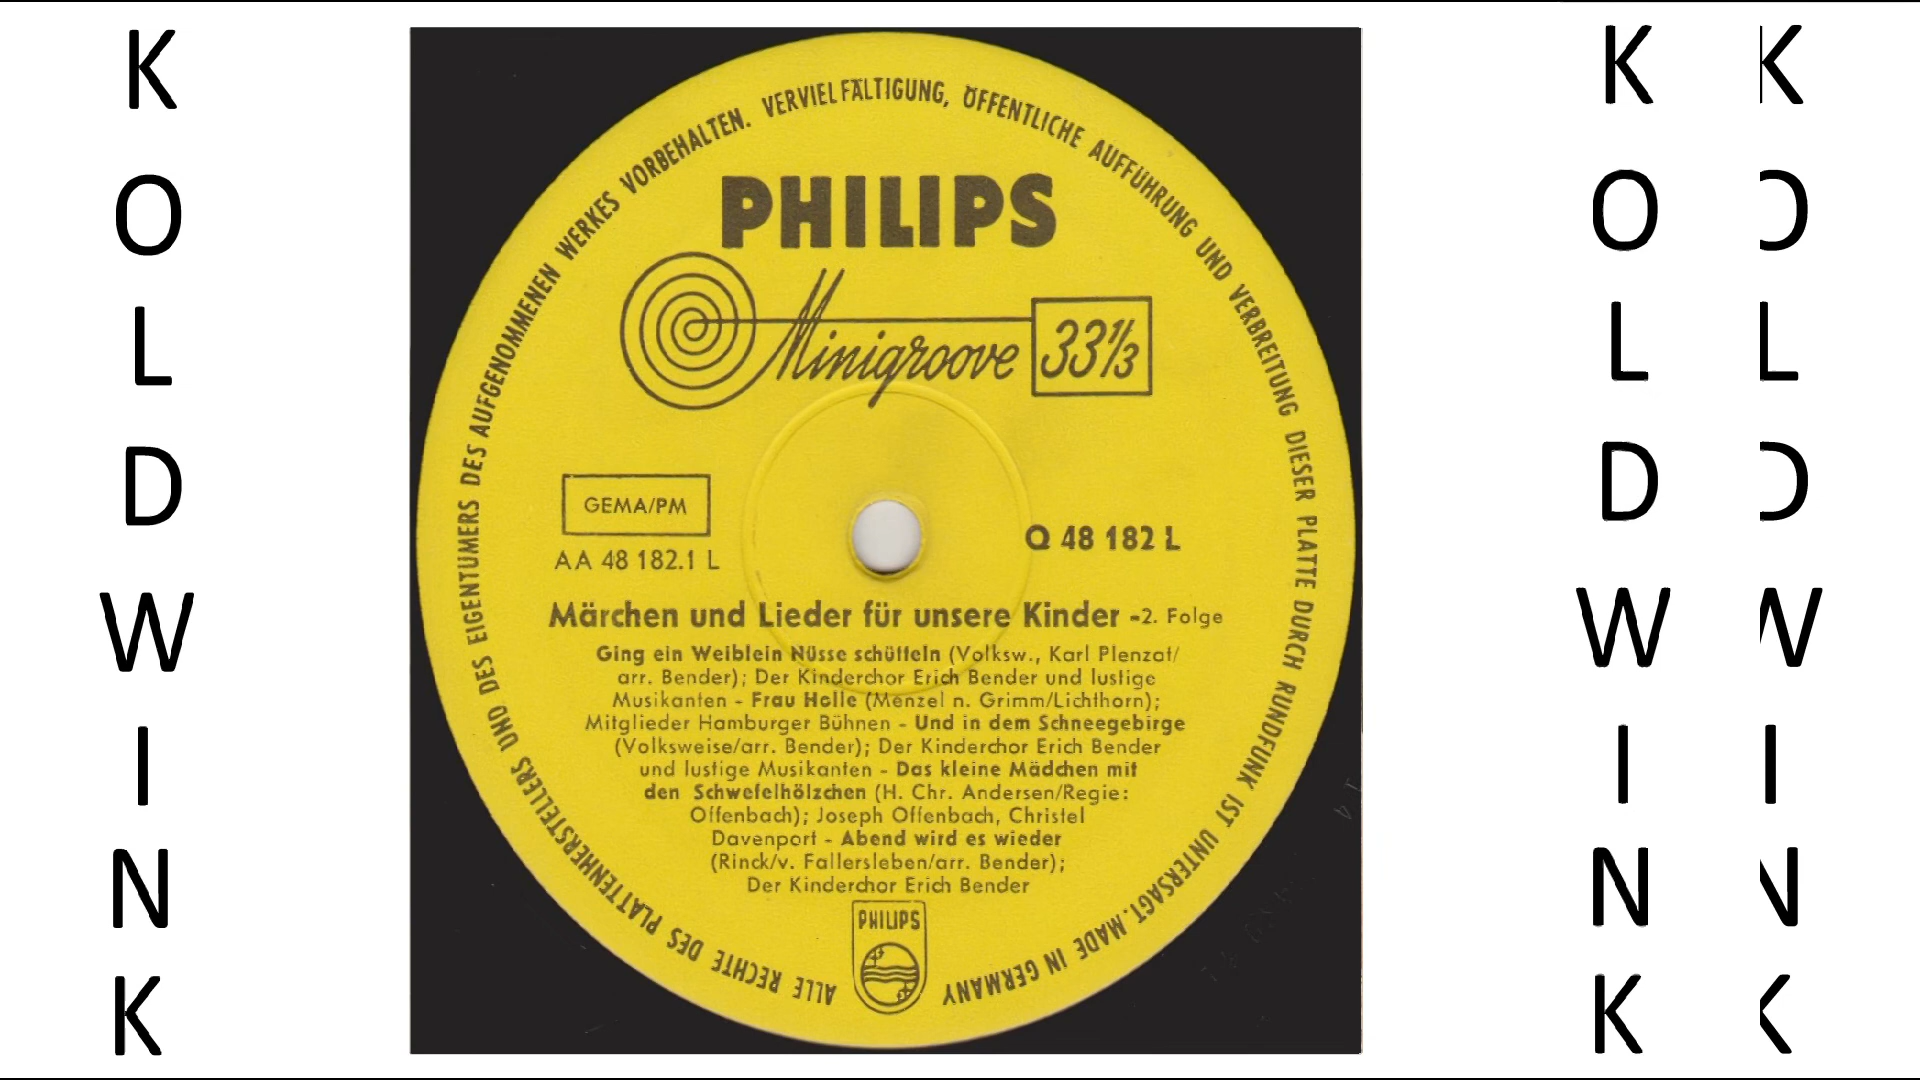 KOLDWINK
ALLE RECHTE DES PLATTENHERSTELLERS UND DES EIGENTUMERS DES AUFGENOMMENEN WERKES VORBEHALTEN. VERVIELFÄLTIGUNG, ÖFFENTLICHE AUFFÜHRUNG UND VERBREITUNG DIESER PLATTE DURCH RUNDFUNK IST UNTERSAGT. MADE IN GERMANY
PHILIPS
Minigroove 33 1/3
GEMA/PM
AA 48 182.1 L
Q 48 182 L
Märchen und Lieder für unsere Kinder - 2. Folge
Ging ein Weiblein Nüsse schütteln (Volksw., Karl Plenzat/
arr. Bender); Der Kinderchor Erich Bender und lustige
Musikanten - Frau Holle (Menzel n. Grimm/Lichthorn);
Mitglieder Hamburger Bühnen - Und in dem Schneegebirge
(Volksweise/arr. Bender); Der Kinderchor Erich Bender
und lustige Musikanten - Das kleine Mädchen mit
den Schwefelhölzchen (H. Chr. Andersen/Regie:
Offenbach); Joseph Offenbach, Christel
Davenport - Abend wird es wieder
(Rinck/v. Fallersleben/arr. Bender);
Der Kinderchor Erich Bender
PHILIPS
KOLDWINK
KOLDWINK